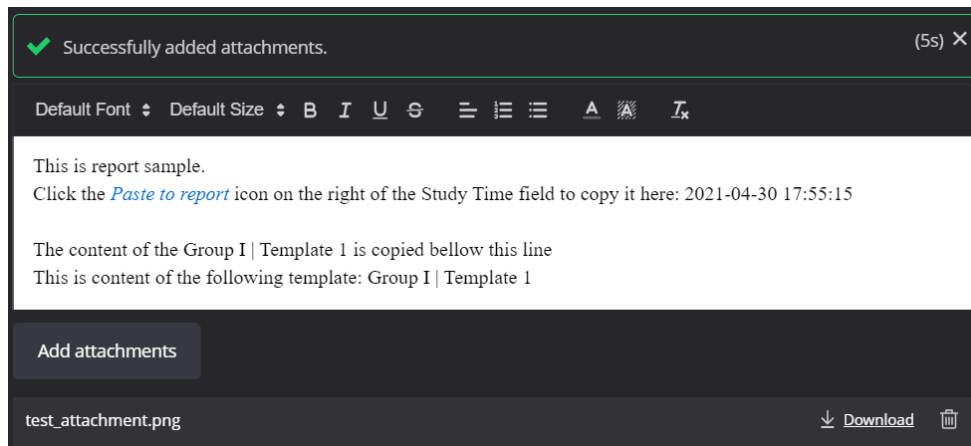 Successfully added attachments.
(5s)
Default Font Default Size B I U S A A Tx
This is report sample.
Click the Paste to report icon on the right of the Study Time field to copy it here: 2021-04-30 17:55:15
The content of the Group I | Template 1 is copied bellow this line
This is content of the following template: Group I | Template 1
Add attachments
test_attachment.png
Download